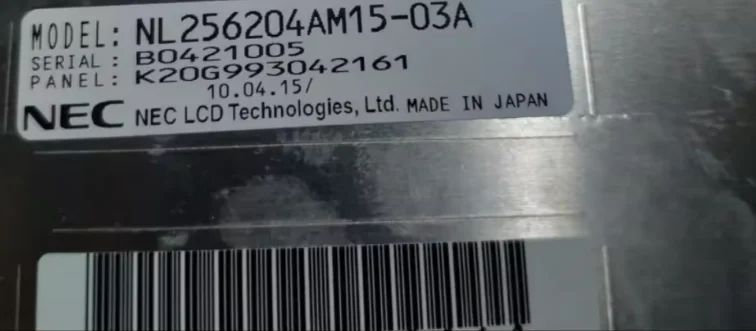 MODEL: NL256204AM15-03A
SERIAL : B0421005
PANEL: K20G993042161
10.04.15/
NEC NEC LCD Technologies, Ltd. MADE IN JAPAN